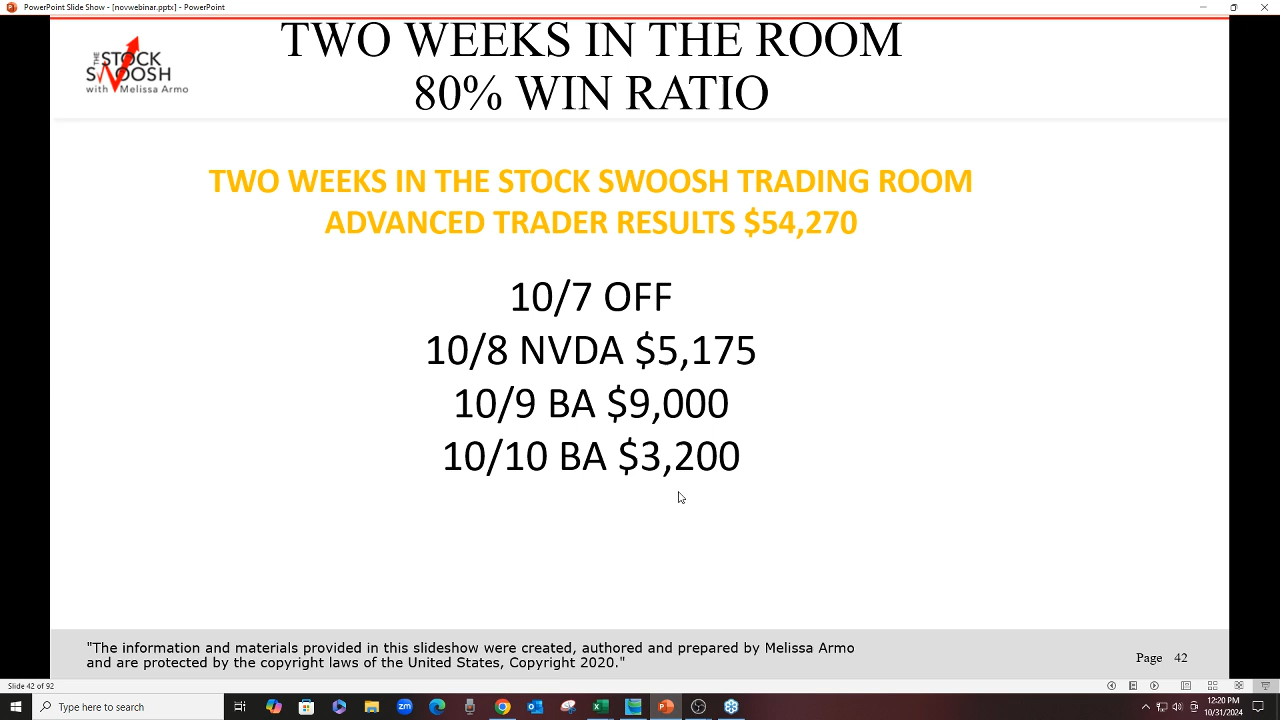 PowerPoint Slide Show - [novwebinar.pptx] - PowerPoint
TWO WEEKS IN THE ROOM
80% WIN RATIO
THE
STOCK
SWOOSH
with Melissa Armo
TWO WEEKS IN THE STOCK SWOOSH TRADING ROOM
ADVANCED TRADER RESULTS $54,270
10/7 OFF
10/8 NVDA $5,175
10/9 BA $9,000
10/10 BA $3,200
"The information and materials provided in this slideshow were created, authored and prepared by Melissa Armo
and are protected by the copyright laws of the United States, Copyright 2020."
Page 42
Slide 42 of 92
Type here to search
12:20 PM
10/31/2024